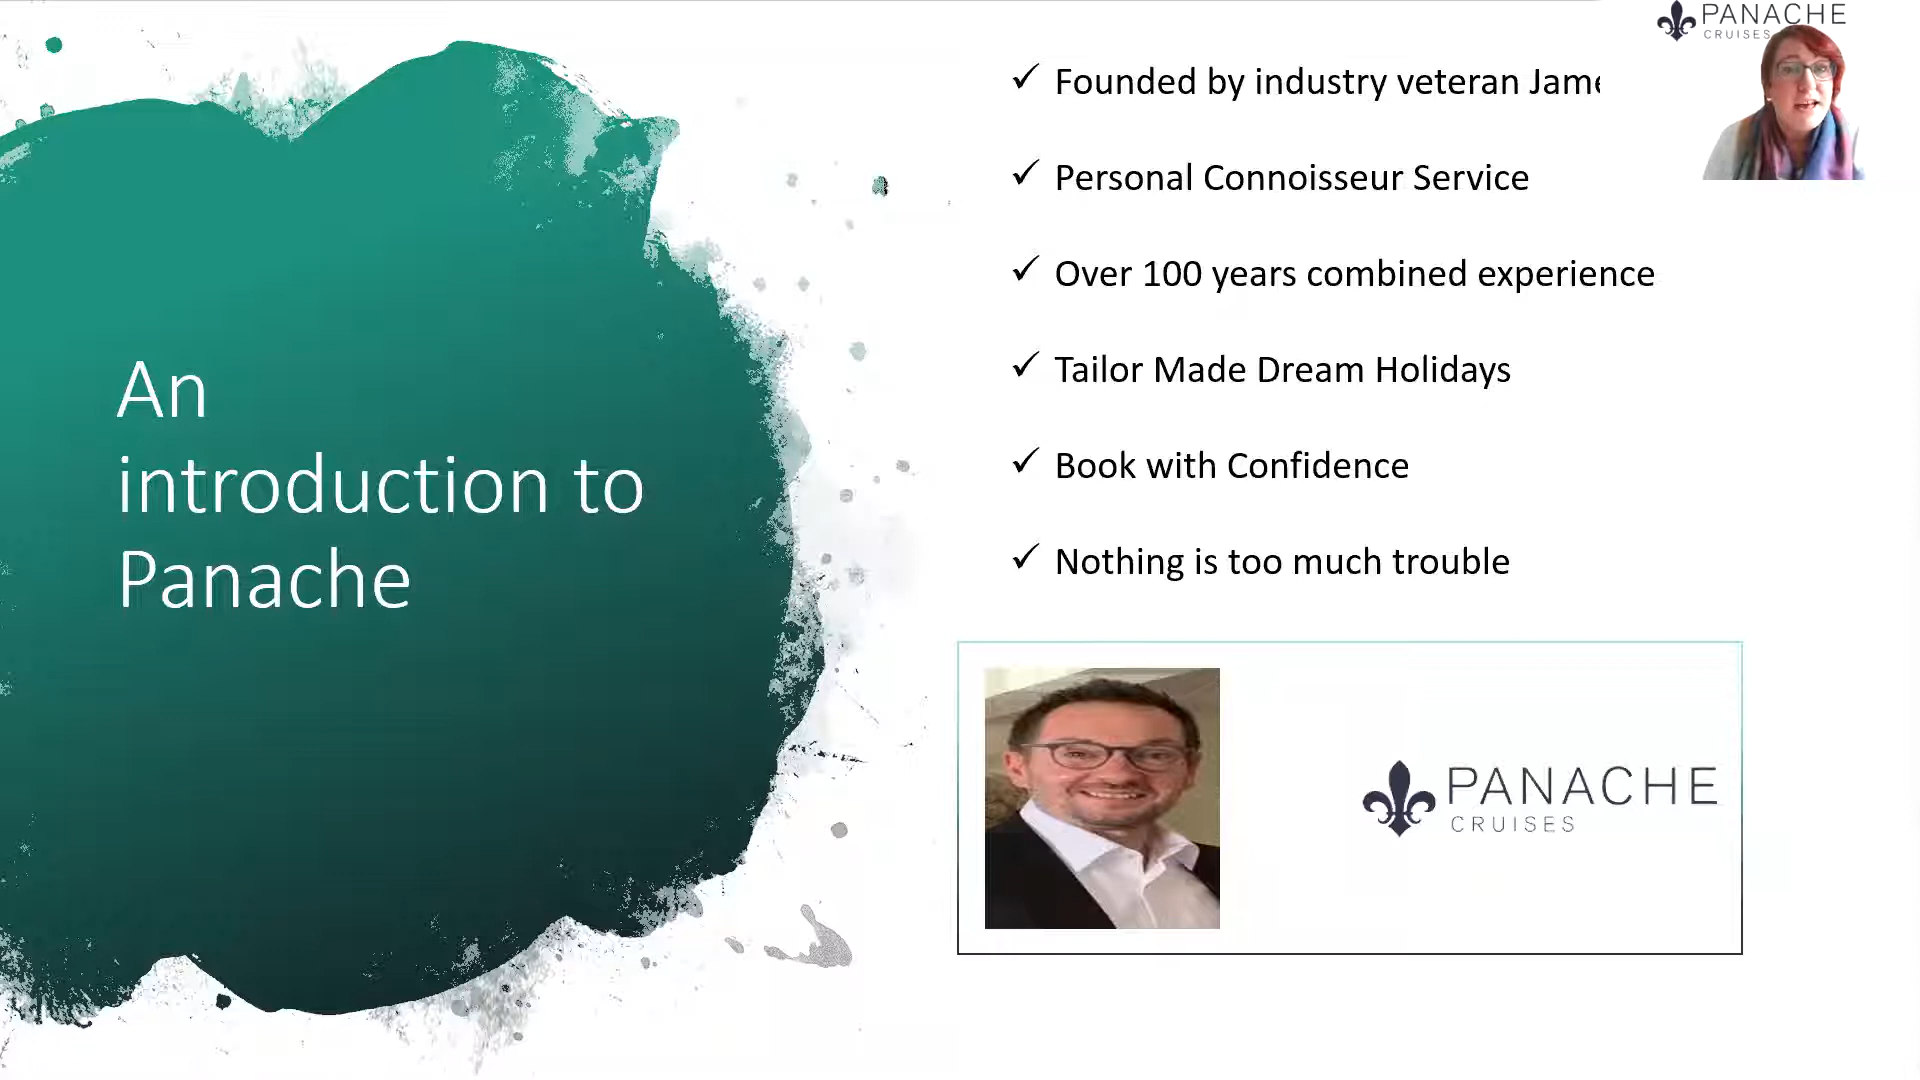 An
introduction to
Panache
PANACHE
CRUISES
Founded by industry veteran
Personal Connoisseur Service
Over 100 years combined experience
Tailor Made Dream Holidays
Book with Confidence
Nothing is too much trouble
PANACHE
CRUISES